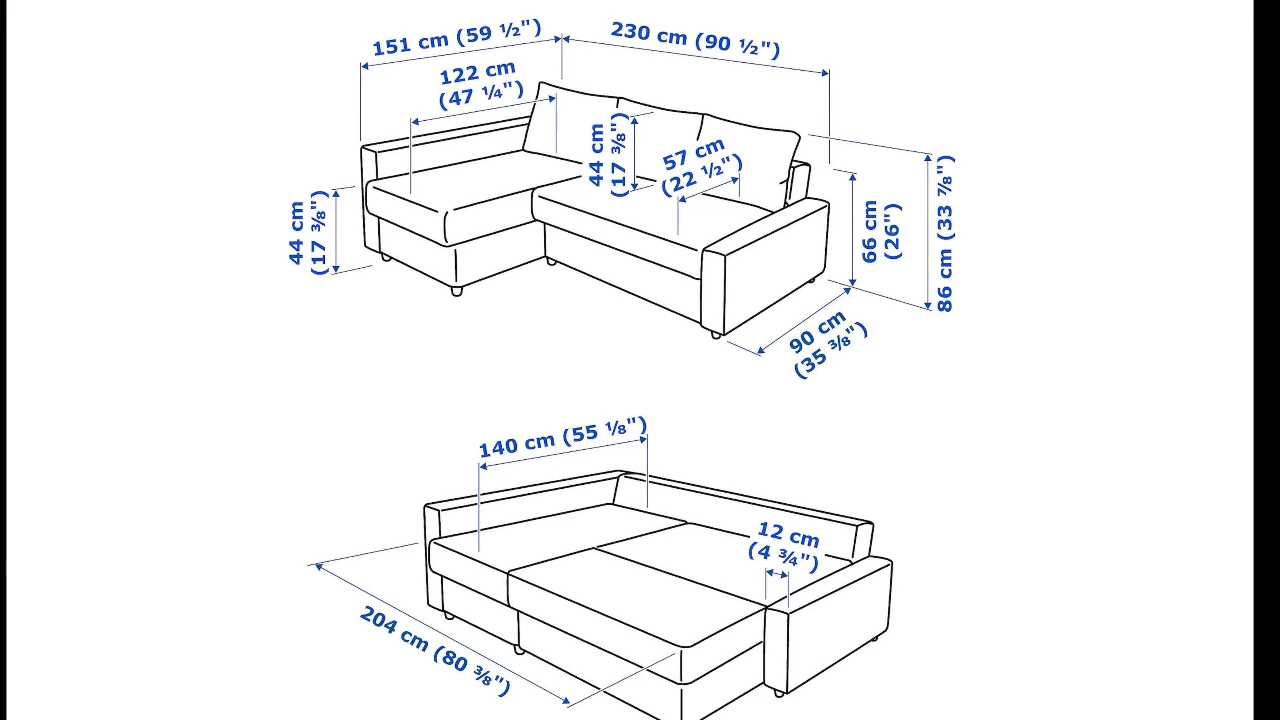 151 cm (59 ½")
230 cm (90 ½")
122 cm
(47 ¼")
44 cm
(17 ⅜")
57 cm
(22 ½")
44 cm
(17 ⅜")
66 cm
(26")
86 cm (33 ⅞")
90 cm
(35 ⅜")
140 cm (55 ⅛")
12 cm
(4 ¾")
204 cm (80 ⅜")